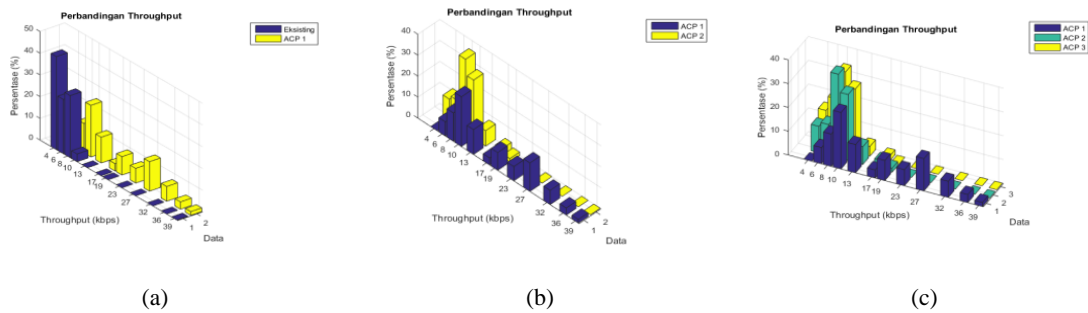 Perbandingan Throughput
Eksisting
ACP 1
Persentase (%)
50
40
30
20
10
0
4
6
8
10
13
17
19
23
27
32
36
39
Throughput (kbps)
1
2
Data
(a)
Perbandingan Throughput
ACP 1
ACP 2
Persentase (%)
40
30
20
10
0
4
6
8
10
13
17
19
23
27
32
36
39
Throughput (kbps)
1
2
Data
(b)
Perbandingan Throughput
ACP 1
ACP 2
ACP 3
Persentase (%)
40
30
20
10
0
4
6
8
10
13
17
19
23
27
32
36
39
Throughput (kbps)
1
2
3
Data
(c)